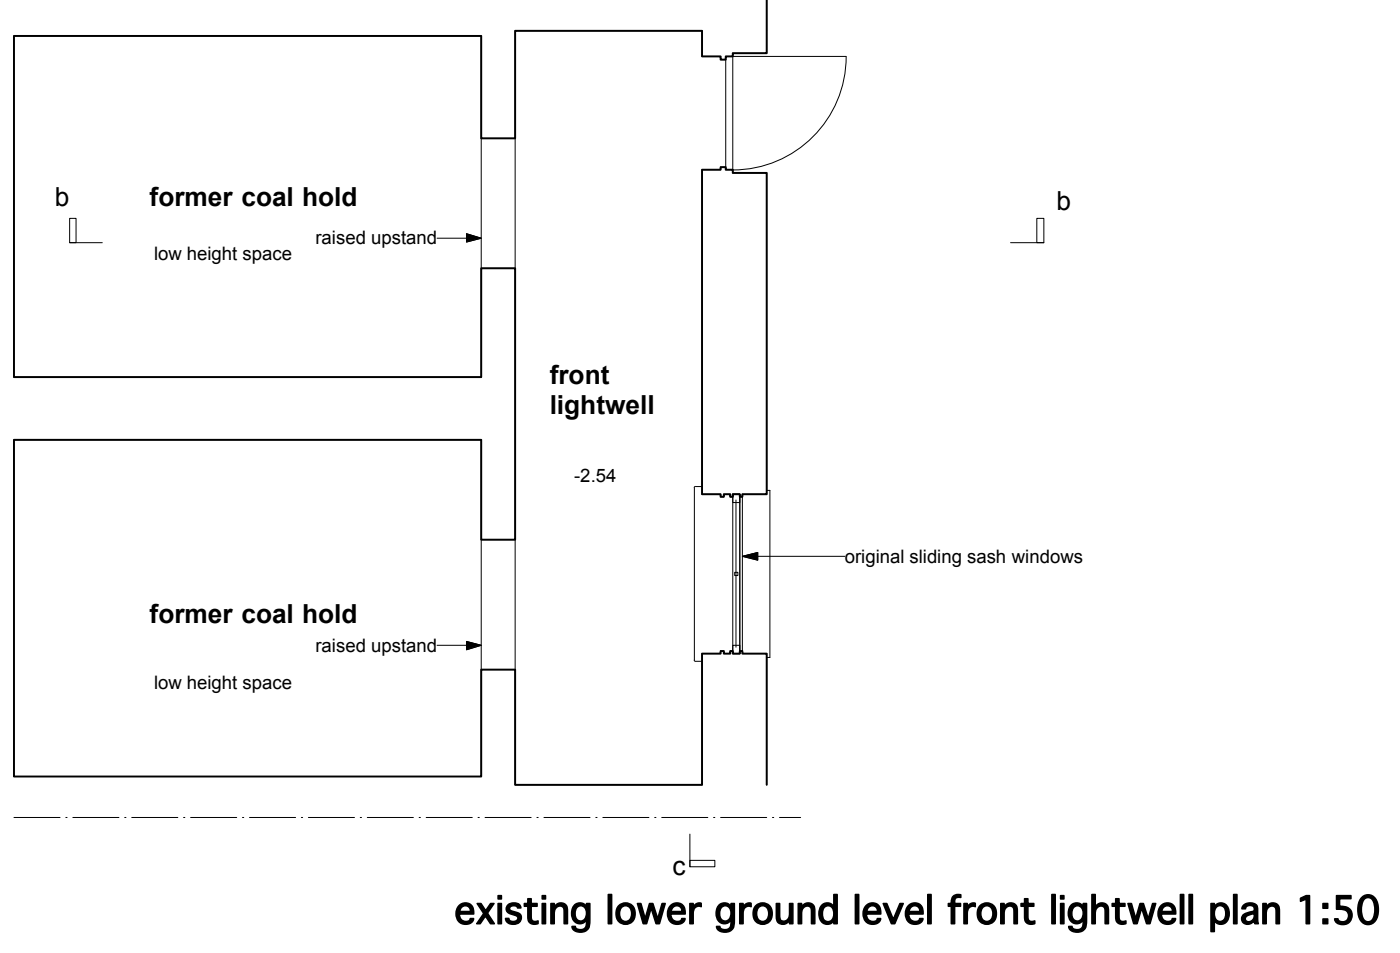 b
former coal hold
b
raised upstand
low height space
front
lightwell
-2.54
original sliding sash windows
former coal hold
raised upstand
low height space
c
existing lower ground level front lightwell plan 1:50